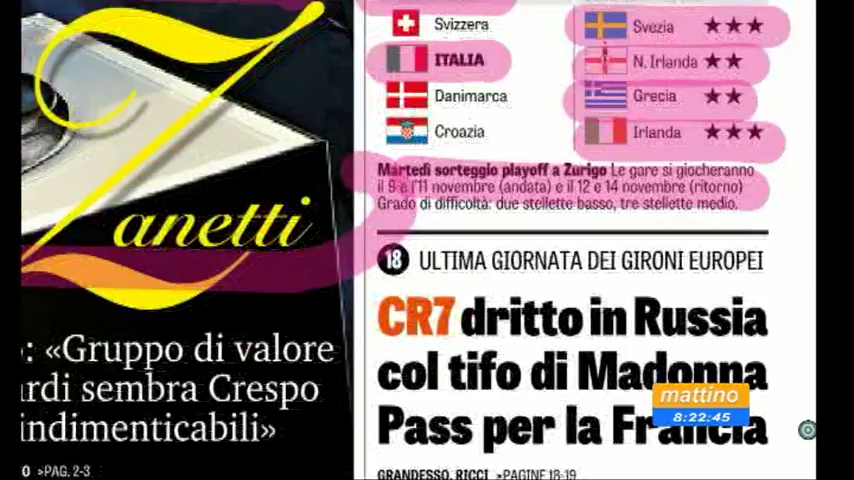 Zanetti
: «Gruppo di valore
ardi sembra Crespo
indimenticabili»
O >PAG. 2-3
Svizzera
ITALIA
Danimarca
Croazia
Svezia ★★★
N. Irlanda ★★
Grecia ★★
Irlanda ★★★
Martedì sorteggio playoff a Zurigo Le gare si giocheranno
il 9 e l'11 novembre (andata) e il 12 e 14 novembre (ritorno)
Grado di difficoltà: due stellette basso, tre stellette medio.
18 ULTIMA GIORNATA DEI GIRONI EUROPEI
CR7 dritto in Russia
col tifo di Madonna
Pass per la Francia
GRANDESSO, RICCI >PAGINE 18-19
mattino
8:22:45